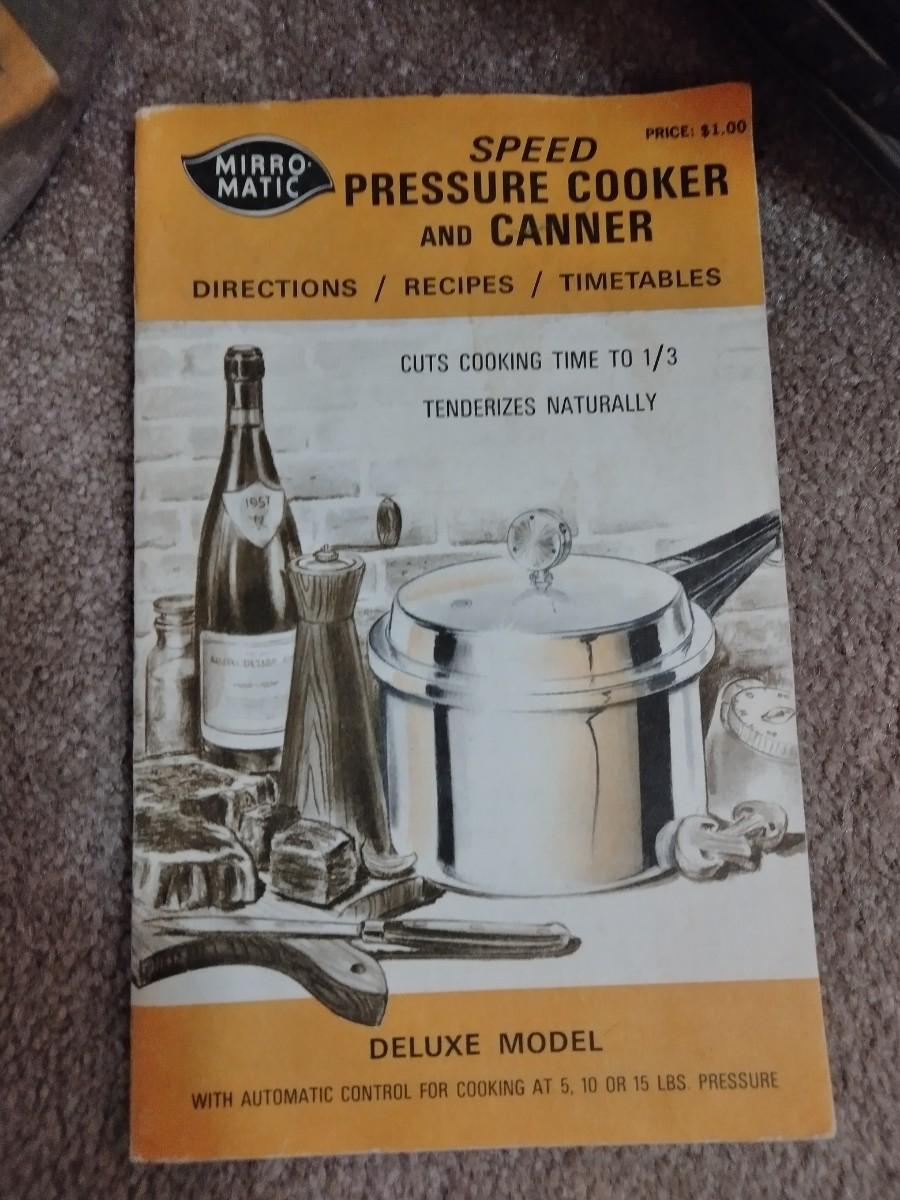 PRICE: $1.00
MIRRO-
MATIC
SPEED
PRESSURE COOKER
AND CANNER
DIRECTIONS / RECIPES / TIMETABLES
CUTS COOKING TIME TO 1/3
TENDERIZES NATURALLY
1957
DELUXE MODEL
WITH AUTOMATIC CONTROL FOR COOKING AT 5, 10 OR 15 LBS. PRESSURE